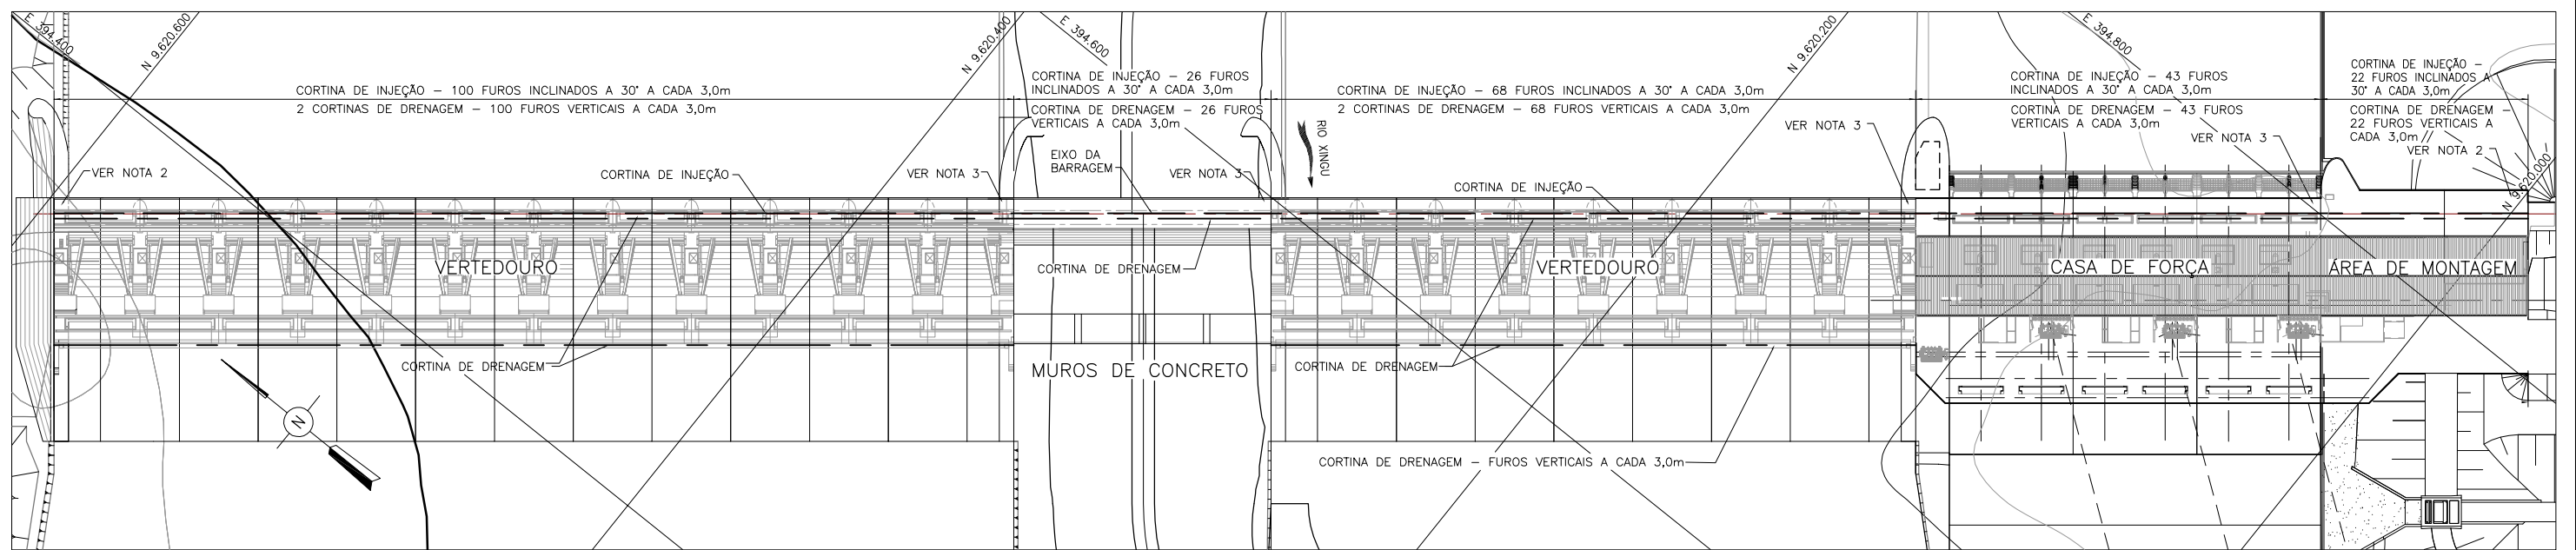 E 394.400
N 9.620.600
N 9.620.400
E 394.600
N 9.620.200
E 394.800
CORTINA DE INJEÇÃO – 100 FUROS INCLINADOS A 30° A CADA 3,0m
2 CORTINAS DE DRENAGEM – 100 FUROS VERTICAIS A CADA 3,0m
CORTINA DE INJEÇÃO – 26 FUROS
INCLINADOS A 30° A CADA 3,0m
CORTINA DE DRENAGEM – 26 FUROS
VERTICAIS A CADA 3,0m
CORTINA DE INJEÇÃO – 68 FUROS INCLINADOS A 30° A CADA 3,0m
2 CORTINAS DE DRENAGEM – 68 FUROS VERTICAIS A CADA 3,0m
CORTINA DE INJEÇÃO – 43 FUROS
INCLINADOS A 30° A CADA 3,0m
CORTINA DE DRENAGEM – 43 FUROS
VERTICAIS A CADA 3,0m
CORTINA DE INJEÇÃO –
22 FUROS INCLINADOS A
30° A CADA 3,0m
CORTINA DE DRENAGEM –
22 FUROS VERTICAIS A
CADA 3,0m
VER NOTA 2
CORTINA DE INJEÇÃO
VER NOTA 3
EIXO DA
BARRAGEM
VER NOTA 3
RIO XINGU
CORTINA DE INJEÇÃO
VER NOTA 3
VER NOTA 3
VER NOTA 2
N 9.620.000
VERTEDOURO
CORTINA DE DRENAGEM
VERTEDOURO
CASA DE FORÇA
ÁREA DE MONTAGEM
CORTINA DE DRENAGEM
MUROS DE CONCRETO
CORTINA DE DRENAGEM
N
CORTINA DE DRENAGEM – FUROS VERTICAIS A CADA 3,0m